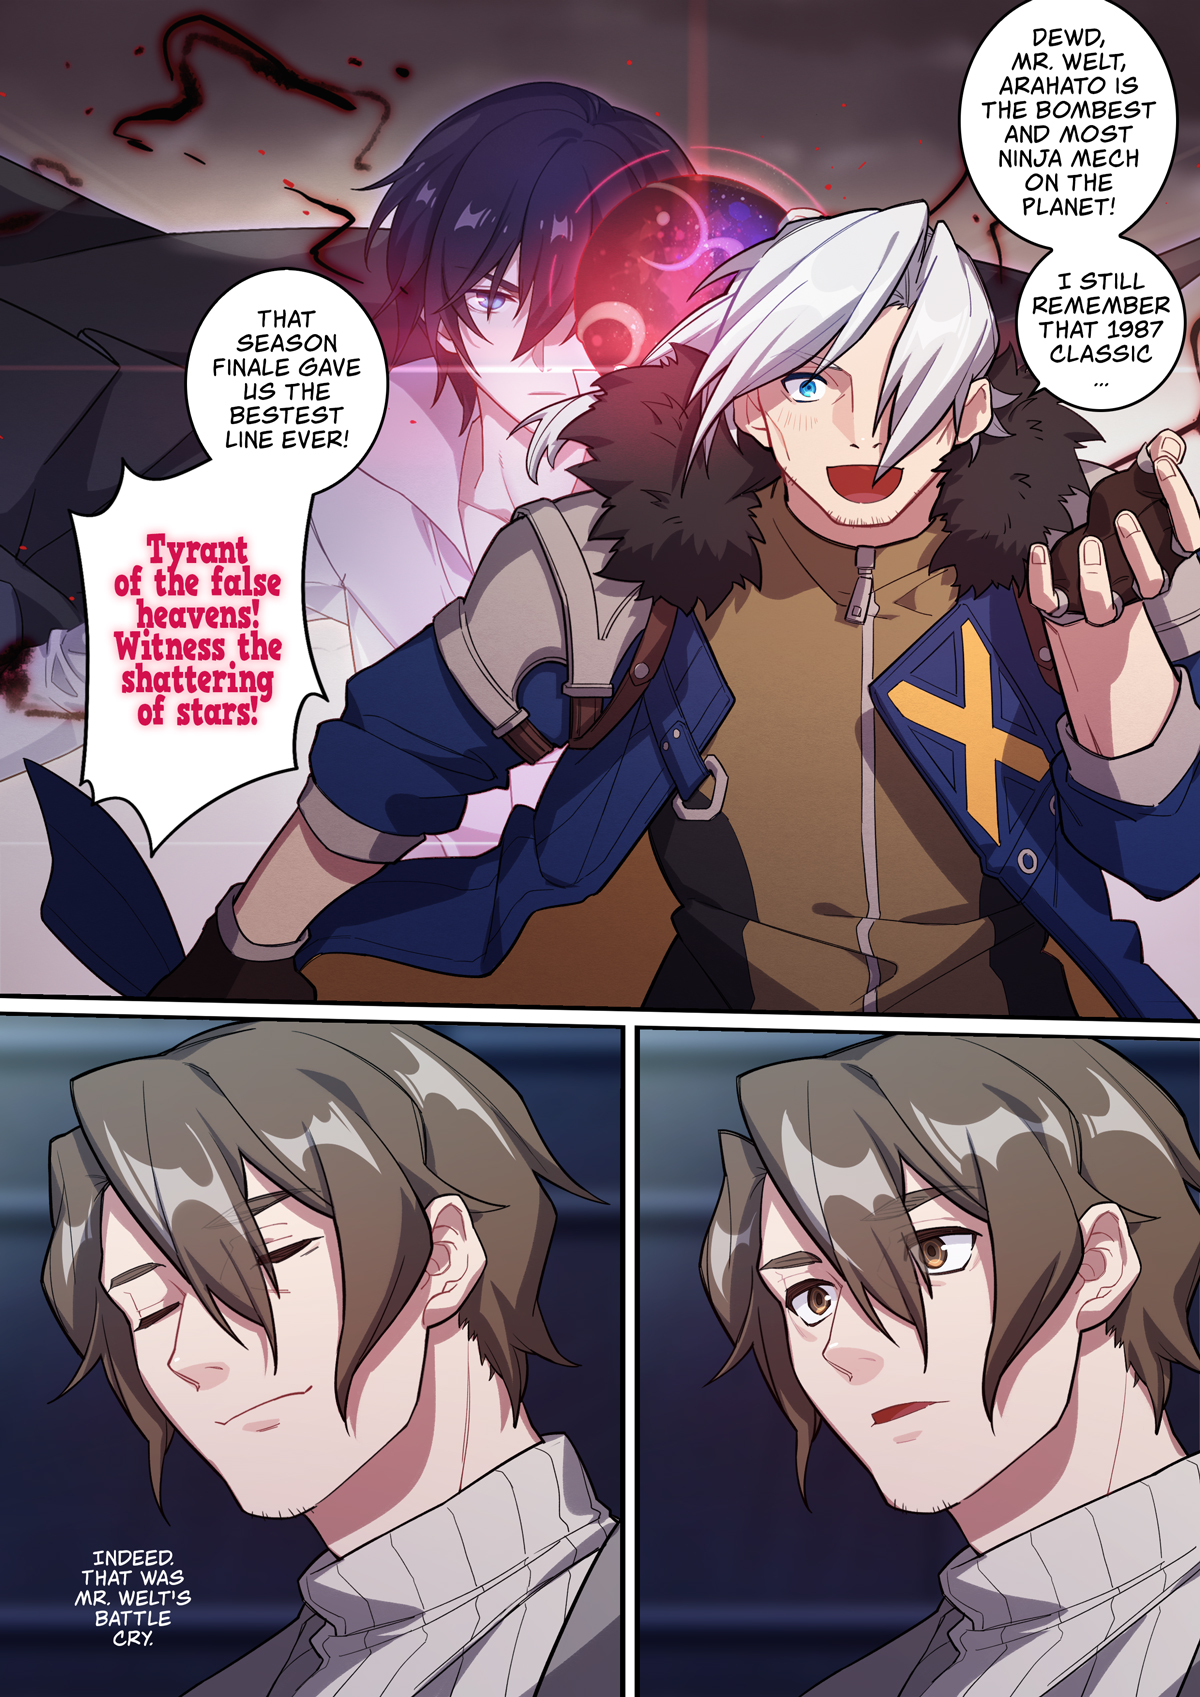 DEWD,
MR. WELT,
ARAHATO IS
THE BOMBEST
AND MOST
NINJA MECH
ON THE
PLANET!
I STILL
REMEMBER
THAT 1987
CLASSIC
...
THAT
SEASON
FINALE GAVE
US THE
BESTEST
LINE EVER!
Tyrant
of the false
heavens!
Witness the
shattering
of stars!
INDEED.
THAT WAS
MR. WELT'S
BATTLE
CRY.